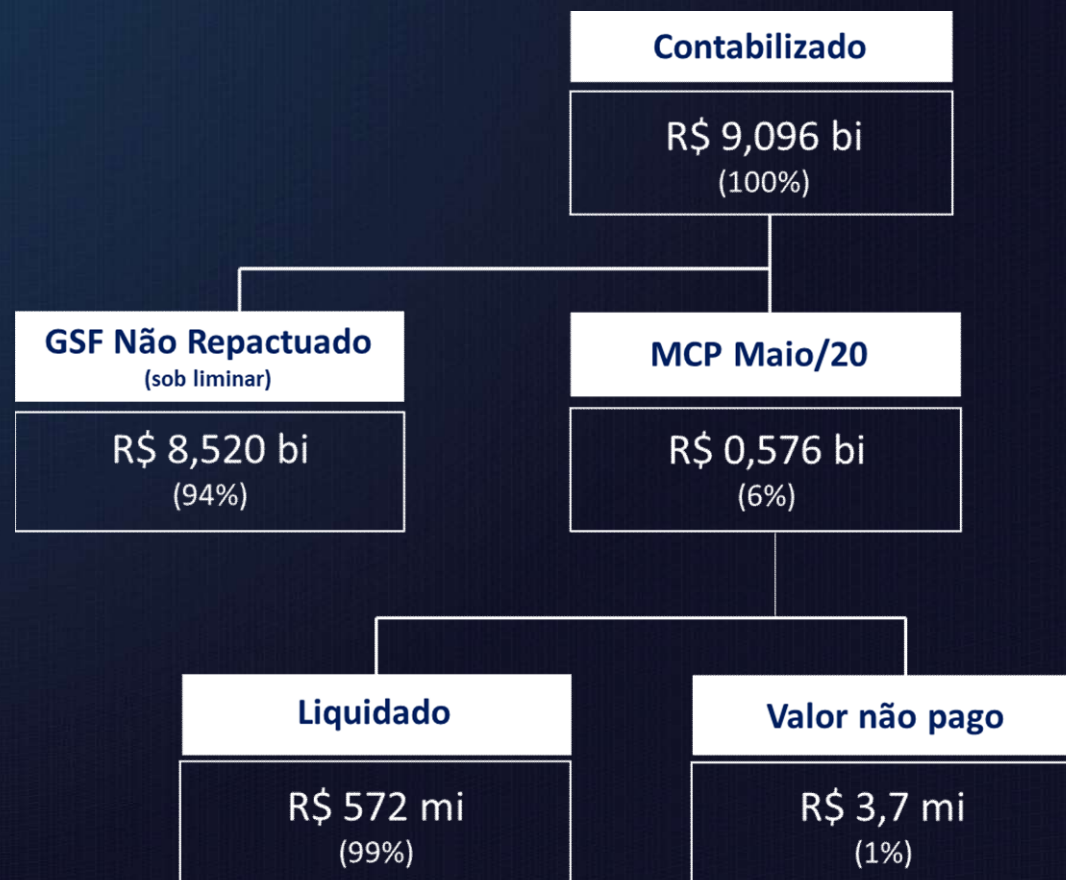 Contabilizado
R$ 9,096 bi
(100%)
GSF Não Repactuado
(sob liminar)
R$ 8,520 bi
(94%)
MCP Maio/20
R$ 0,576 bi
(6%)
Liquidado
R$ 572 mi
(99%)
Valor não pago
R$ 3,7 mi
(1%)